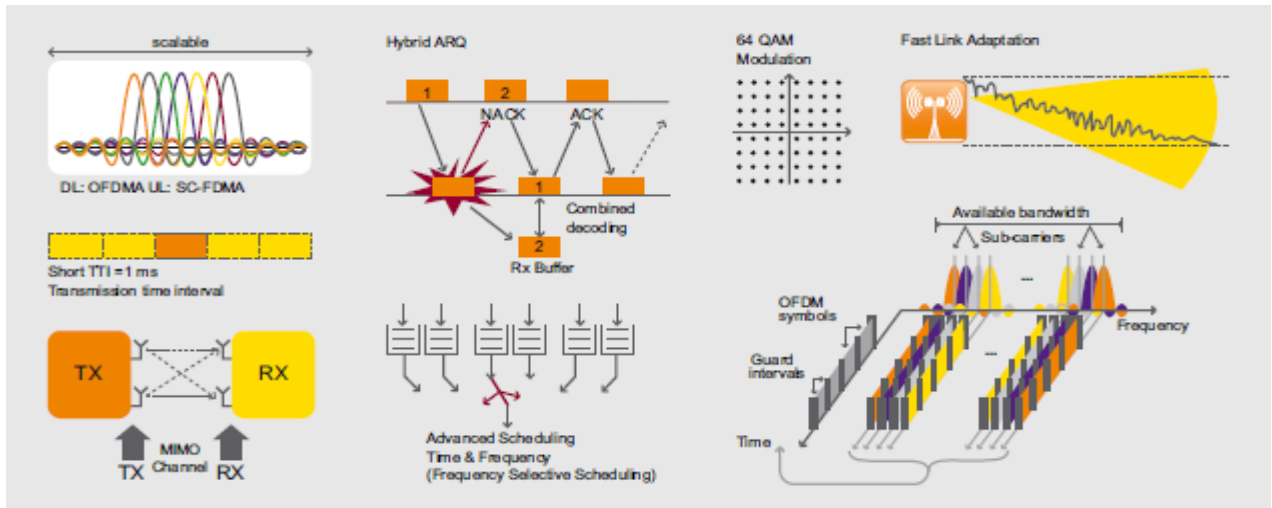 scalable
DL: OFDMA UL: SC-FDMA
Short TTI = 1 ms
Transmission time interval
TX
RX
MIMO
Channel
TX
RX
Hybrid ARQ
1
2
NACK
ACK
1
Combined
decoding
2
Rx Buffer
Advanced Scheduling
Time & Frequency
(Frequency Selective Scheduling)
64 QAM
Modulation
Fast Link Adaptation
Available bandwidth
Sub-carriers
...
OFDM
symbols
Frequency
Guard
intervals
...
Time